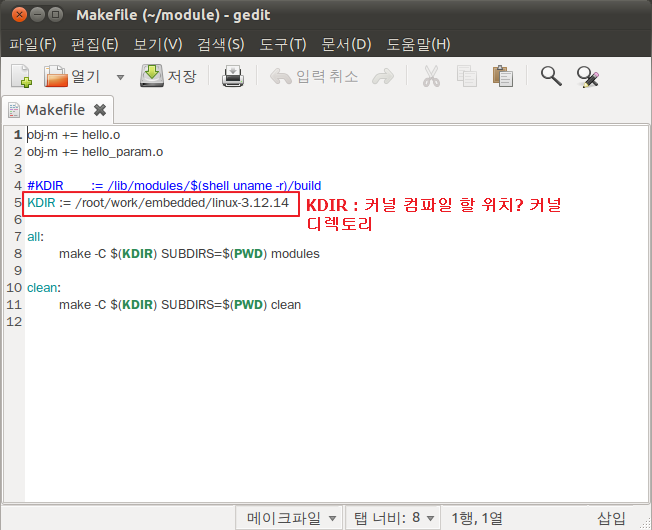 Makefile (~/module) - gedit
파일(F) 편집(E) 보기(V) 검색(S) 도구(T) 문서(D) 도움말(H)
열기 저장 입력 취소
Makefile
1 obj-m += hello.o
2 obj-m += hello_param.o
3
4 #KDIR := /lib/modules/$(shell uname -r)/build
5 KDIR := /root/work/embedded/linux-3.12.14
KDIR : 커널 컴파일 할 위치? 커널
디렉토리
6
7 all:
8 make -C $(KDIR) SUBDIRS=$(PWD) modules
9
10 clean:
11 make -C $(KDIR) SUBDIRS=$(PWD) clean
12
메이크파일 탭 너비: 8 1행, 1열 삽입